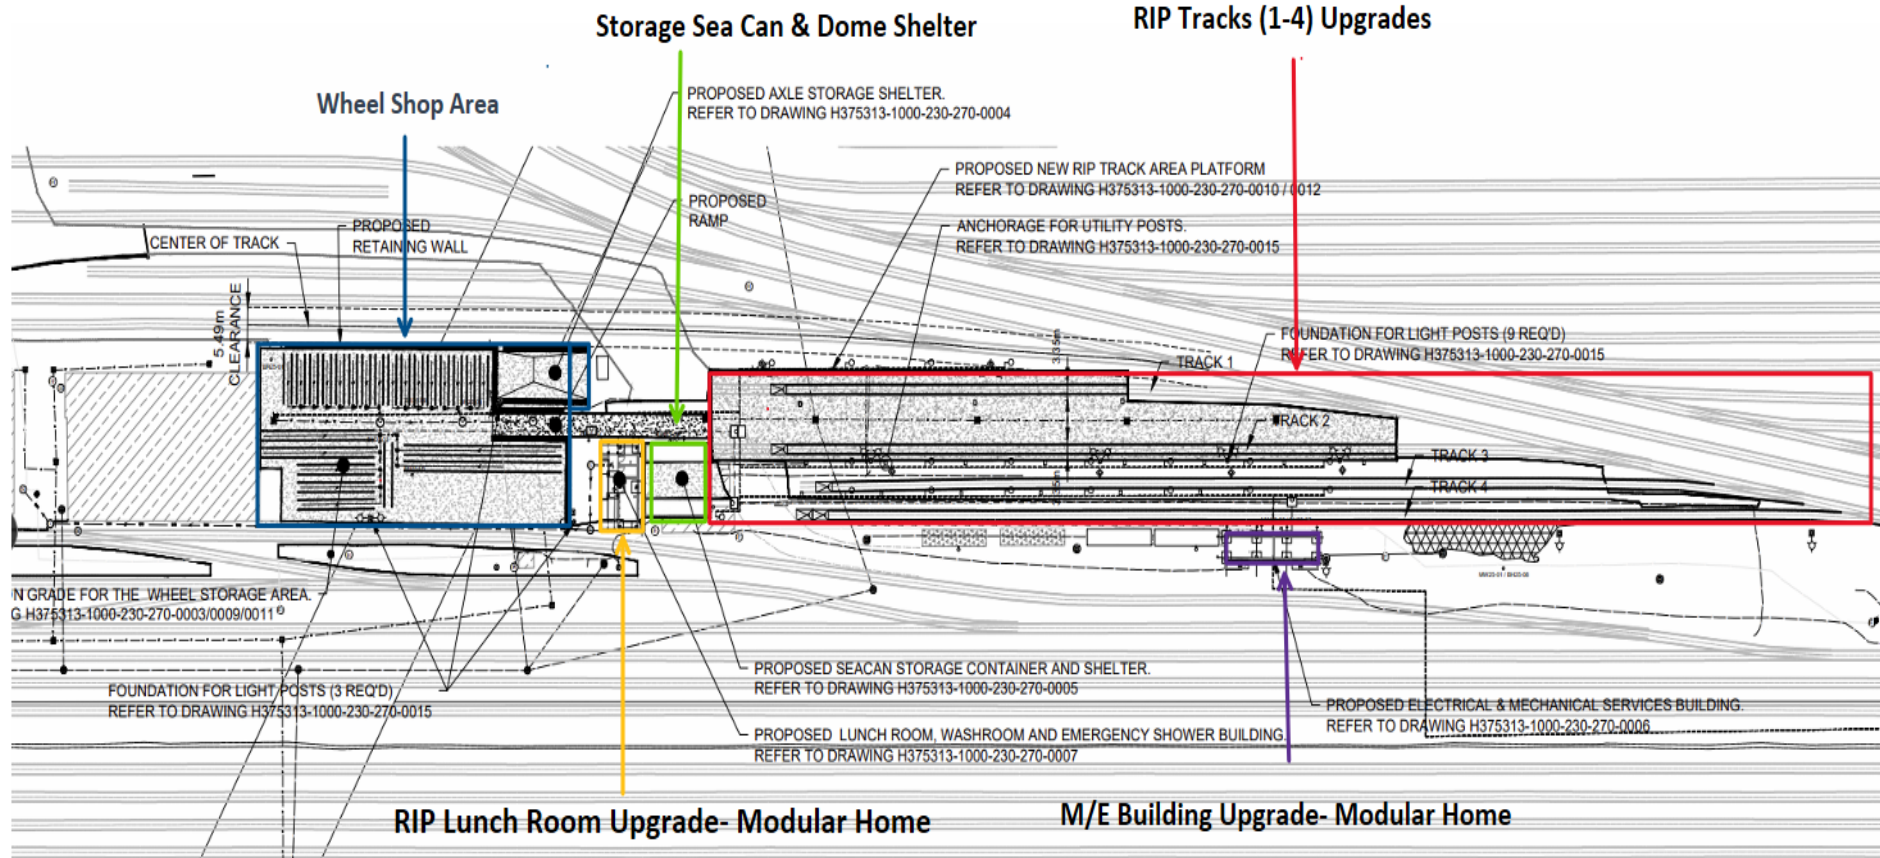 Storage Sea Can & Dome Shelter
RIP Tracks (1-4) Upgrades
Wheel Shop Area
PROPOSED AXLE STORAGE SHELTER.
REFER TO DRAWING H375313-1000-230-270-0004
PROPOSED NEW RIP TRACK AREA PLATFORM
REFER TO DRAWING H375313-1000-230-270-0010 / 0012
PROPOSED
RAMP
PROPOSED
RETAINING WALL
CENTER OF TRACK
ANCHORAGE FOR UTILITY POSTS.
REFER TO DRAWING H375313-1000-230-270-0015
5.49m
CLEARANCE
FOUNDATION FOR LIGHT POSTS (9 REQ'D)
REFER TO DRAWING H375313-1000-230-270-0015
TRACK 1
TRACK 2
TRACK 3
TRACK 4
N GRADE FOR THE WHEEL STORAGE AREA.
G H375313-1000-230-270-0003/0009/0011
PROPOSED SEACAN STORAGE CONTAINER AND SHELTER.
REFER TO DRAWING H375313-1000-230-270-0005
FOUNDATION FOR LIGHT POSTS (3 REQ'D)
REFER TO DRAWING H375313-1000-230-270-0015
PROPOSED ELECTRICAL & MECHANICAL SERVICES BUILDING.
REFER TO DRAWING H375313-1000-230-270-0006
PROPOSED LUNCH ROOM, WASHROOM AND EMERGENCY SHOWER BUILDING.
REFER TO DRAWING H375313-1000-230-270-0007
RIP Lunch Room Upgrade- Modular Home
M/E Building Upgrade- Modular Home